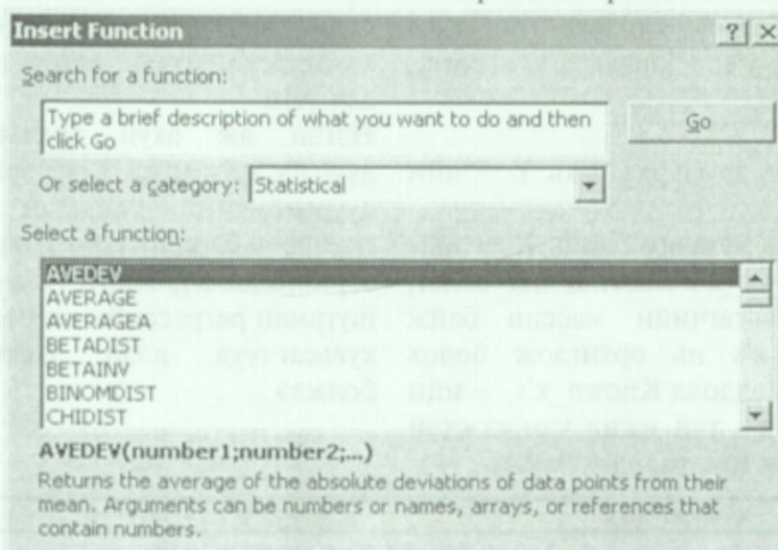 Insert Function
Search for a function:
Type a brief description of what you want to do and then
click Go
Go
Or select a category: Statistical
Select a function:
AVEDEV
AVERAGE
AVERAGEA
BETADIST
BETAINV
BINOMDIST
CHIDIST
AVEDEV(number1;number2;...)
Returns the average of the absolute deviations of data points from their
mean. Arguments can be numbers or names, arrays, or references that
contain numbers.